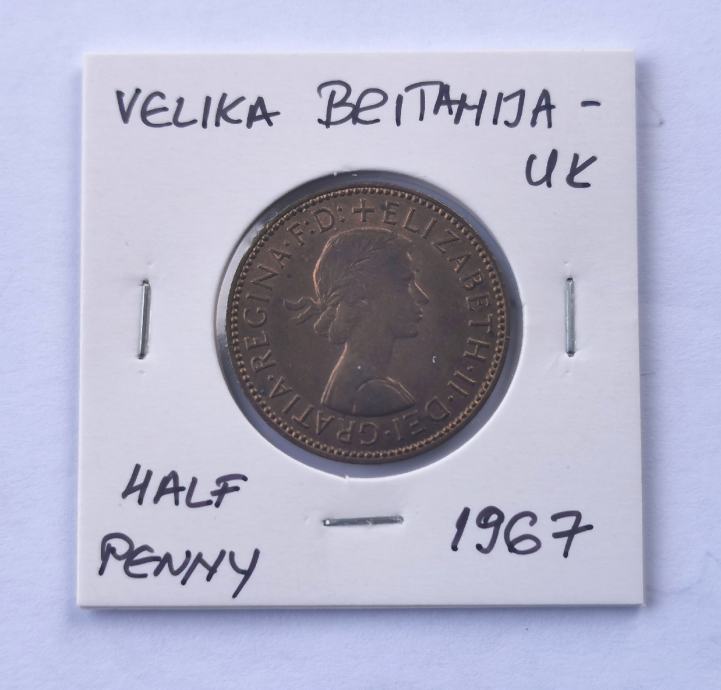 VELIKA BRITANIJA -
UK
+ELIZABETH·II·DEI·GRATIA·REGINA·F:D:
HALF
PENNY
1967